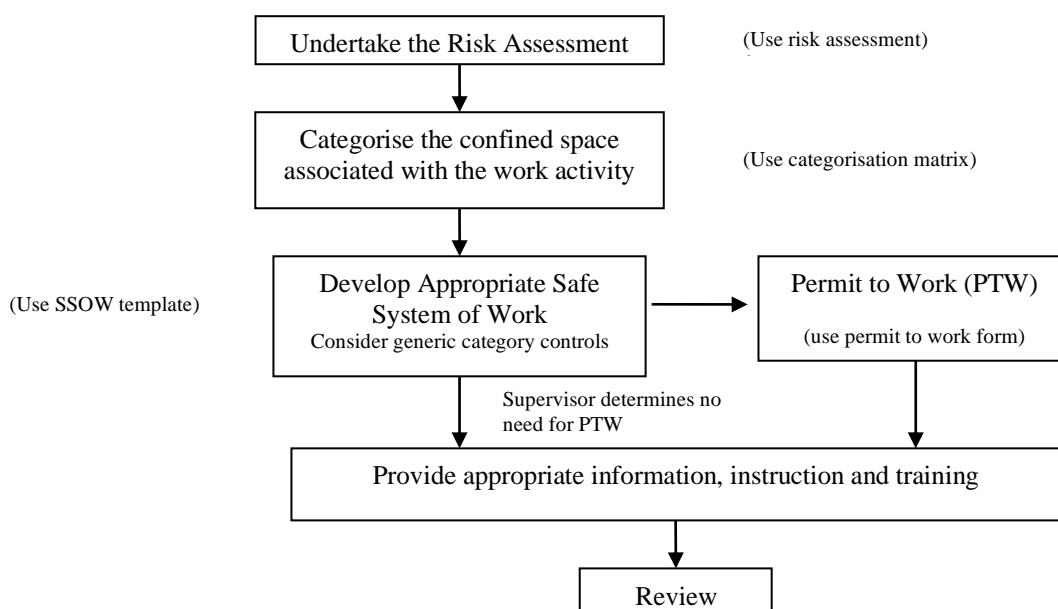 Undertake the Risk Assessment
(Use risk assessment)
Categorise the confined space
associated with the work activity
(Use categorisation matrix)
(Use SSOW template)
Develop Appropriate Safe
System of Work
Consider generic category controls
Permit to Work (PTW)
(use permit to work form)
Supervisor determines no
need for PTW
Provide appropriate information, instruction and training
Review